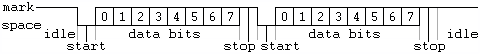 mark 0 1 2 3 4 5 6 7 0 1 2 3 4 5 6 7
space idle data bits data bits idle
start stop start stop